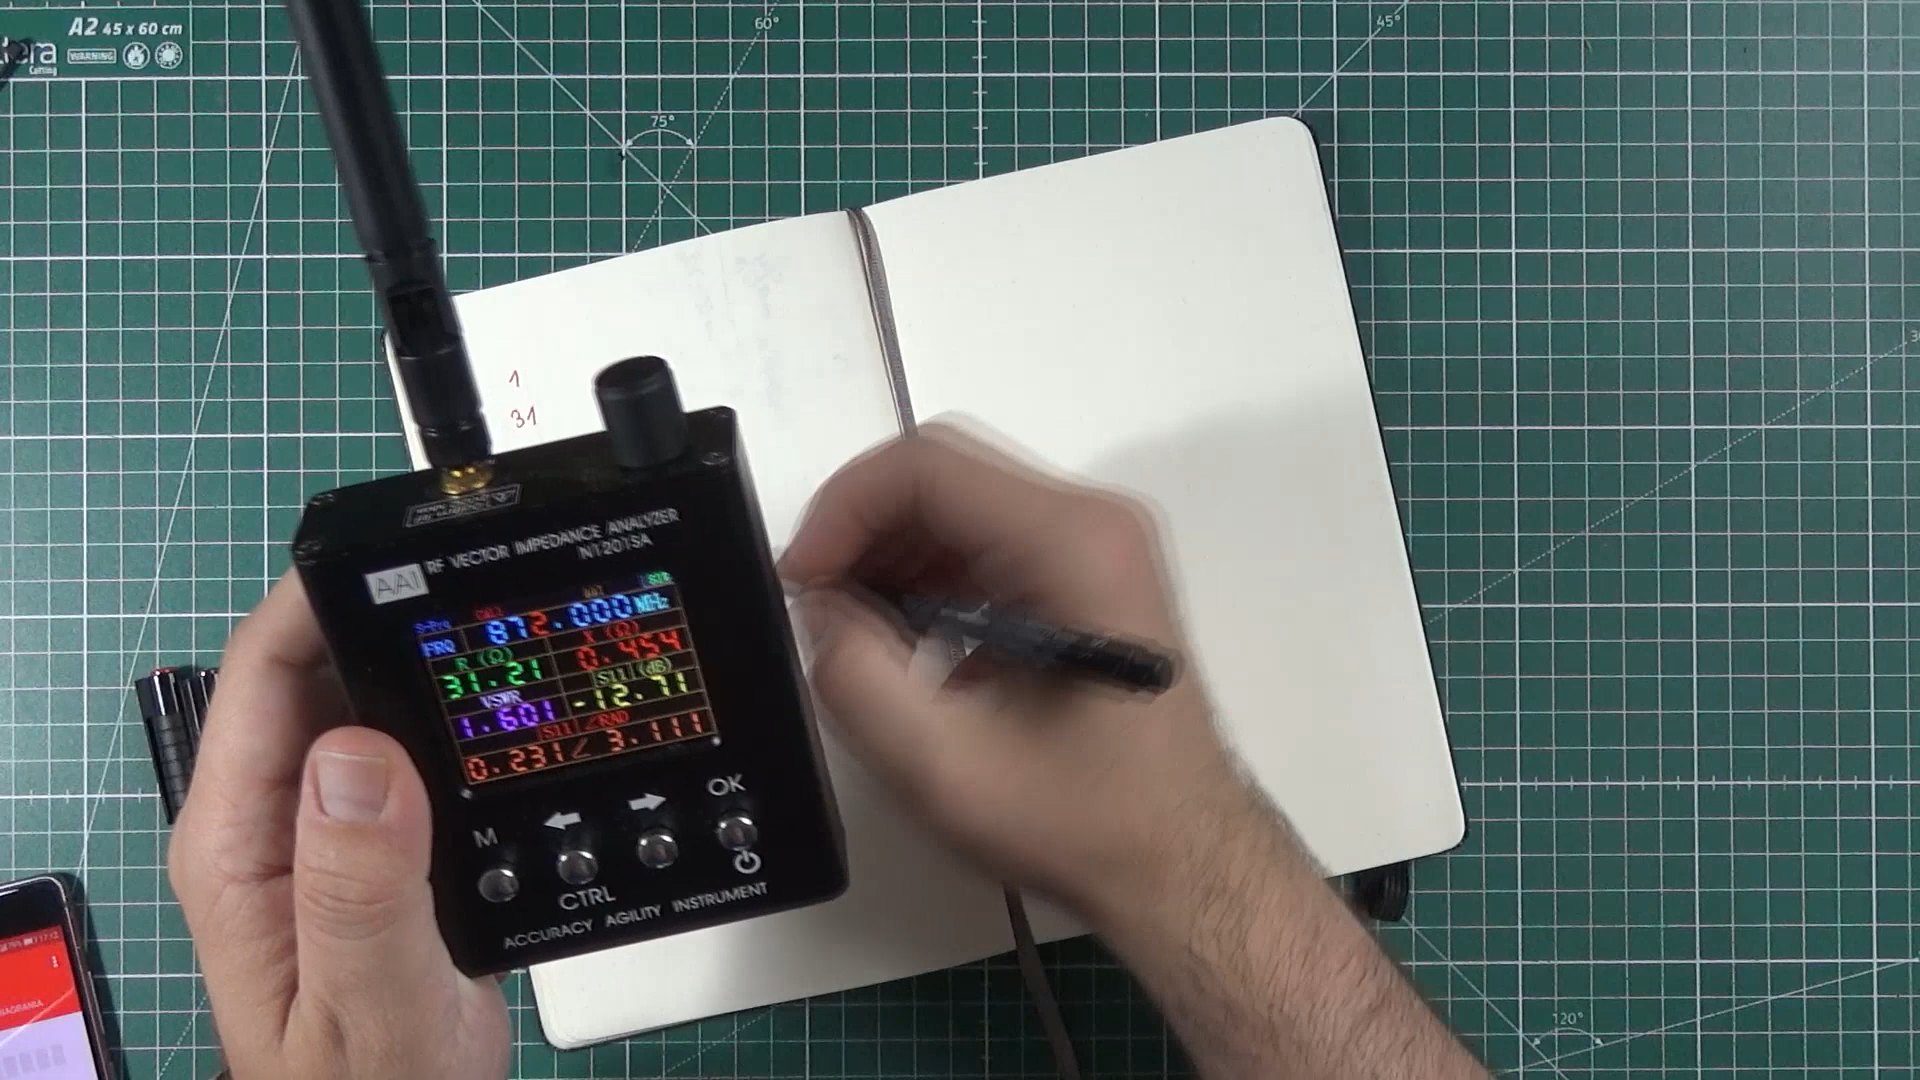 A2 45 x 60 cm
WARNING
Cutting
60°
45°
75°
1
31
RF VECTOR IMPEDANCE ANALYZER
N1201SA
AAI
S-Frq
FRQ 872.000 MHz
R (Ω) X (Ω)
31.21 0.454
VSWR |S11| (dB)
1.601 -12.71
|S11| ∠RAD
0.231∠ 3.111
M OK
CTRL
ACCURACY AGILITY INSTRUMENT
120°